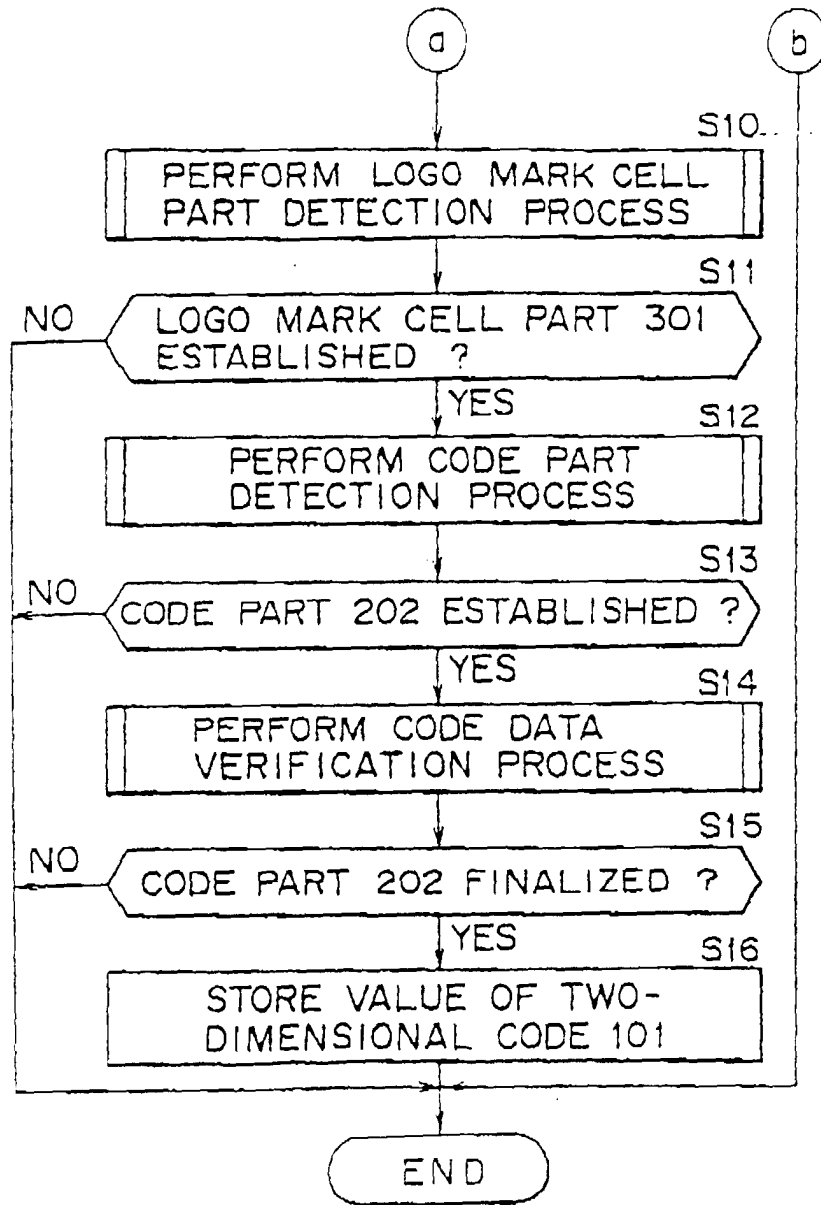 a
b
S10
PERFORM LOGO MARK CELL
PART DETECTION PROCESS
S11
NO
LOGO MARK CELL PART 301
ESTABLISHED ?
YES
S12
PERFORM CODE PART
DETECTION PROCESS
S13
NO
CODE PART 202 ESTABLISHED ?
YES
S14
PERFORM CODE DATA
VERIFICATION PROCESS
S15
NO
CODE PART 202 FINALIZED ?
YES
S16
STORE VALUE OF TWO-
DIMENSIONAL CODE 101
END